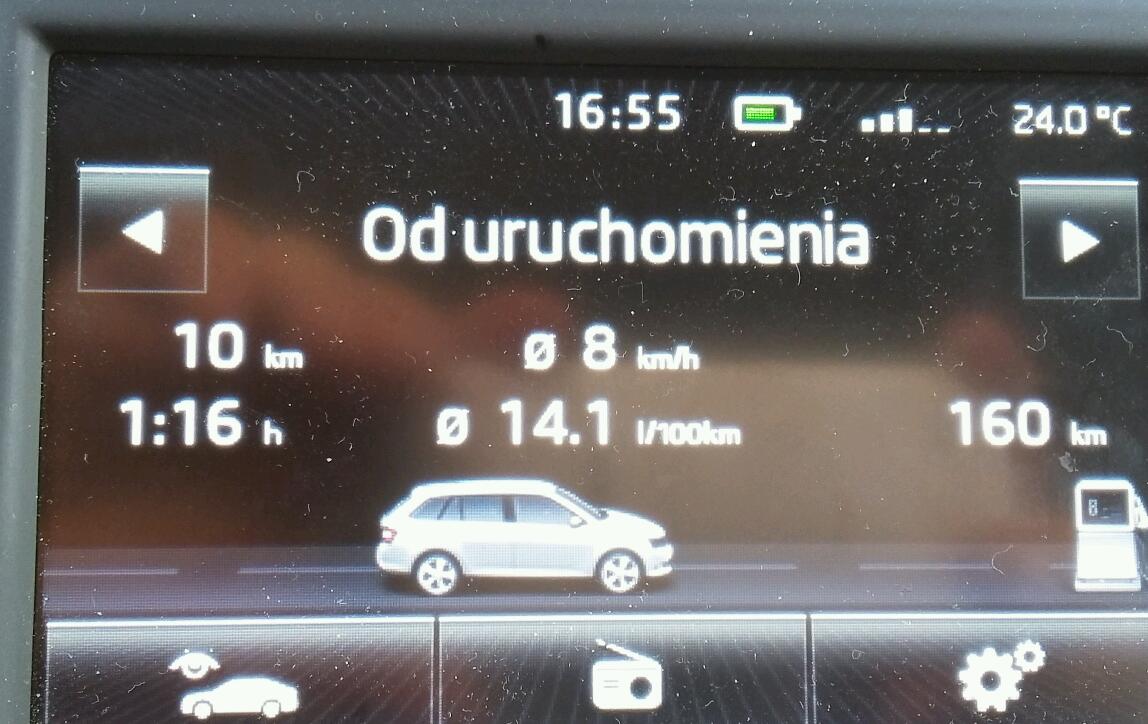 16:55 24.0 °C
Od uruchomienia
10 km ø 8 km/h
1:16 h ø 14.1 l/100km 160 km